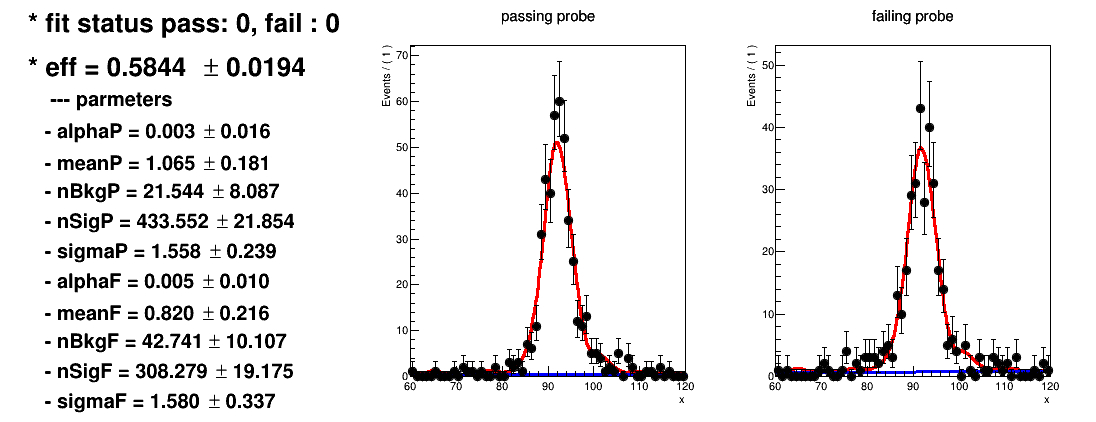 * fit status pass: 0, fail : 0
* eff = 0.5844 ± 0.0194
--- parmeters
- alphaP = 0.003 ± 0.016
- meanP = 1.065 ± 0.181
- nBkgP = 21.544 ± 8.087
- nSigP = 433.552 ± 21.854
- sigmaP = 1.558 ± 0.239
- alphaF = 0.005 ± 0.010
- meanF = 0.820 ± 0.216
- nBkgF = 42.741 ± 10.107
- nSigF = 308.279 ± 19.175
- sigmaF = 1.580 ± 0.337
passing probe
Events / ( 1 )
70
60
50
40
30
20
10
0
60 70 80 90 100 110 120
x
failing probe
Events / ( 1 )
50
40
30
20
10
0
60 70 80 90 100 110 120
x